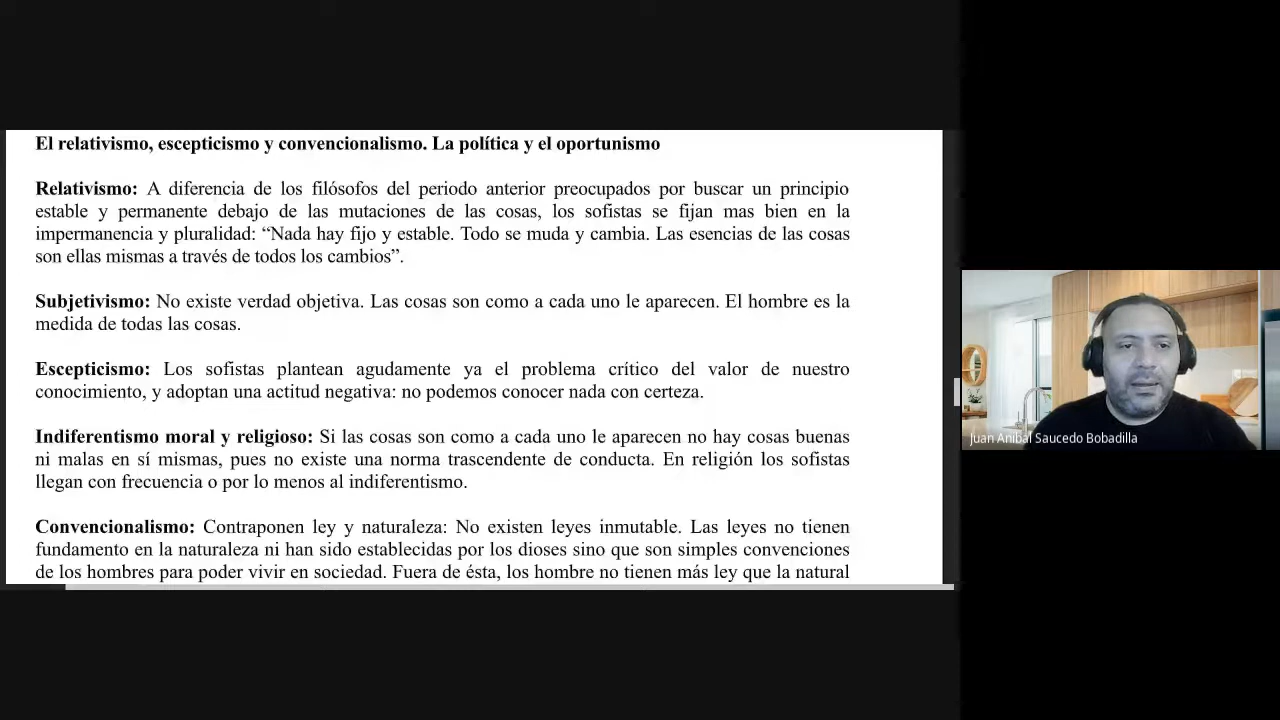 El relativismo, escepticismo y convencionalismo. La política y el oportunismo
Relativismo: A diferencia de los filósofos del periodo anterior preocupados por buscar un principio
estable y permanente debajo de las mutaciones de las cosas, los sofistas se fijan mas bien en la
impermanencia y pluralidad: “Nada hay fijo y estable. Todo se muda y cambia. Las esencias de las cosas
son ellas mismas a través de todos los cambios”.
Subjetivismo: No existe verdad objetiva. Las cosas son como a cada uno le aparecen. El hombre es la
medida de todas las cosas.
Escepticismo: Los sofistas plantean agudamente ya el problema crítico del valor de nuestro
conocimiento, y adoptan una actitud negativa: no podemos conocer nada con certeza.
Indiferentismo moral y religioso: Si las cosas son como a cada uno le aparecen no hay cosas buenas
ni malas en sí mismas, pues no existe una norma trascendente de conducta. En religión los sofistas
llegan con frecuencia o por lo menos al indiferentismo.
Convencionalismo: Contraponen ley y naturaleza: No existen leyes inmutable. Las leyes no tienen
fundamento en la naturaleza ni han sido establecidas por los dioses sino que son simples convenciones
de los hombres para poder vivir en sociedad. Fuera de ésta, los hombre no tienen más ley que la natural
Juan Anibal Saucedo Bobadilla